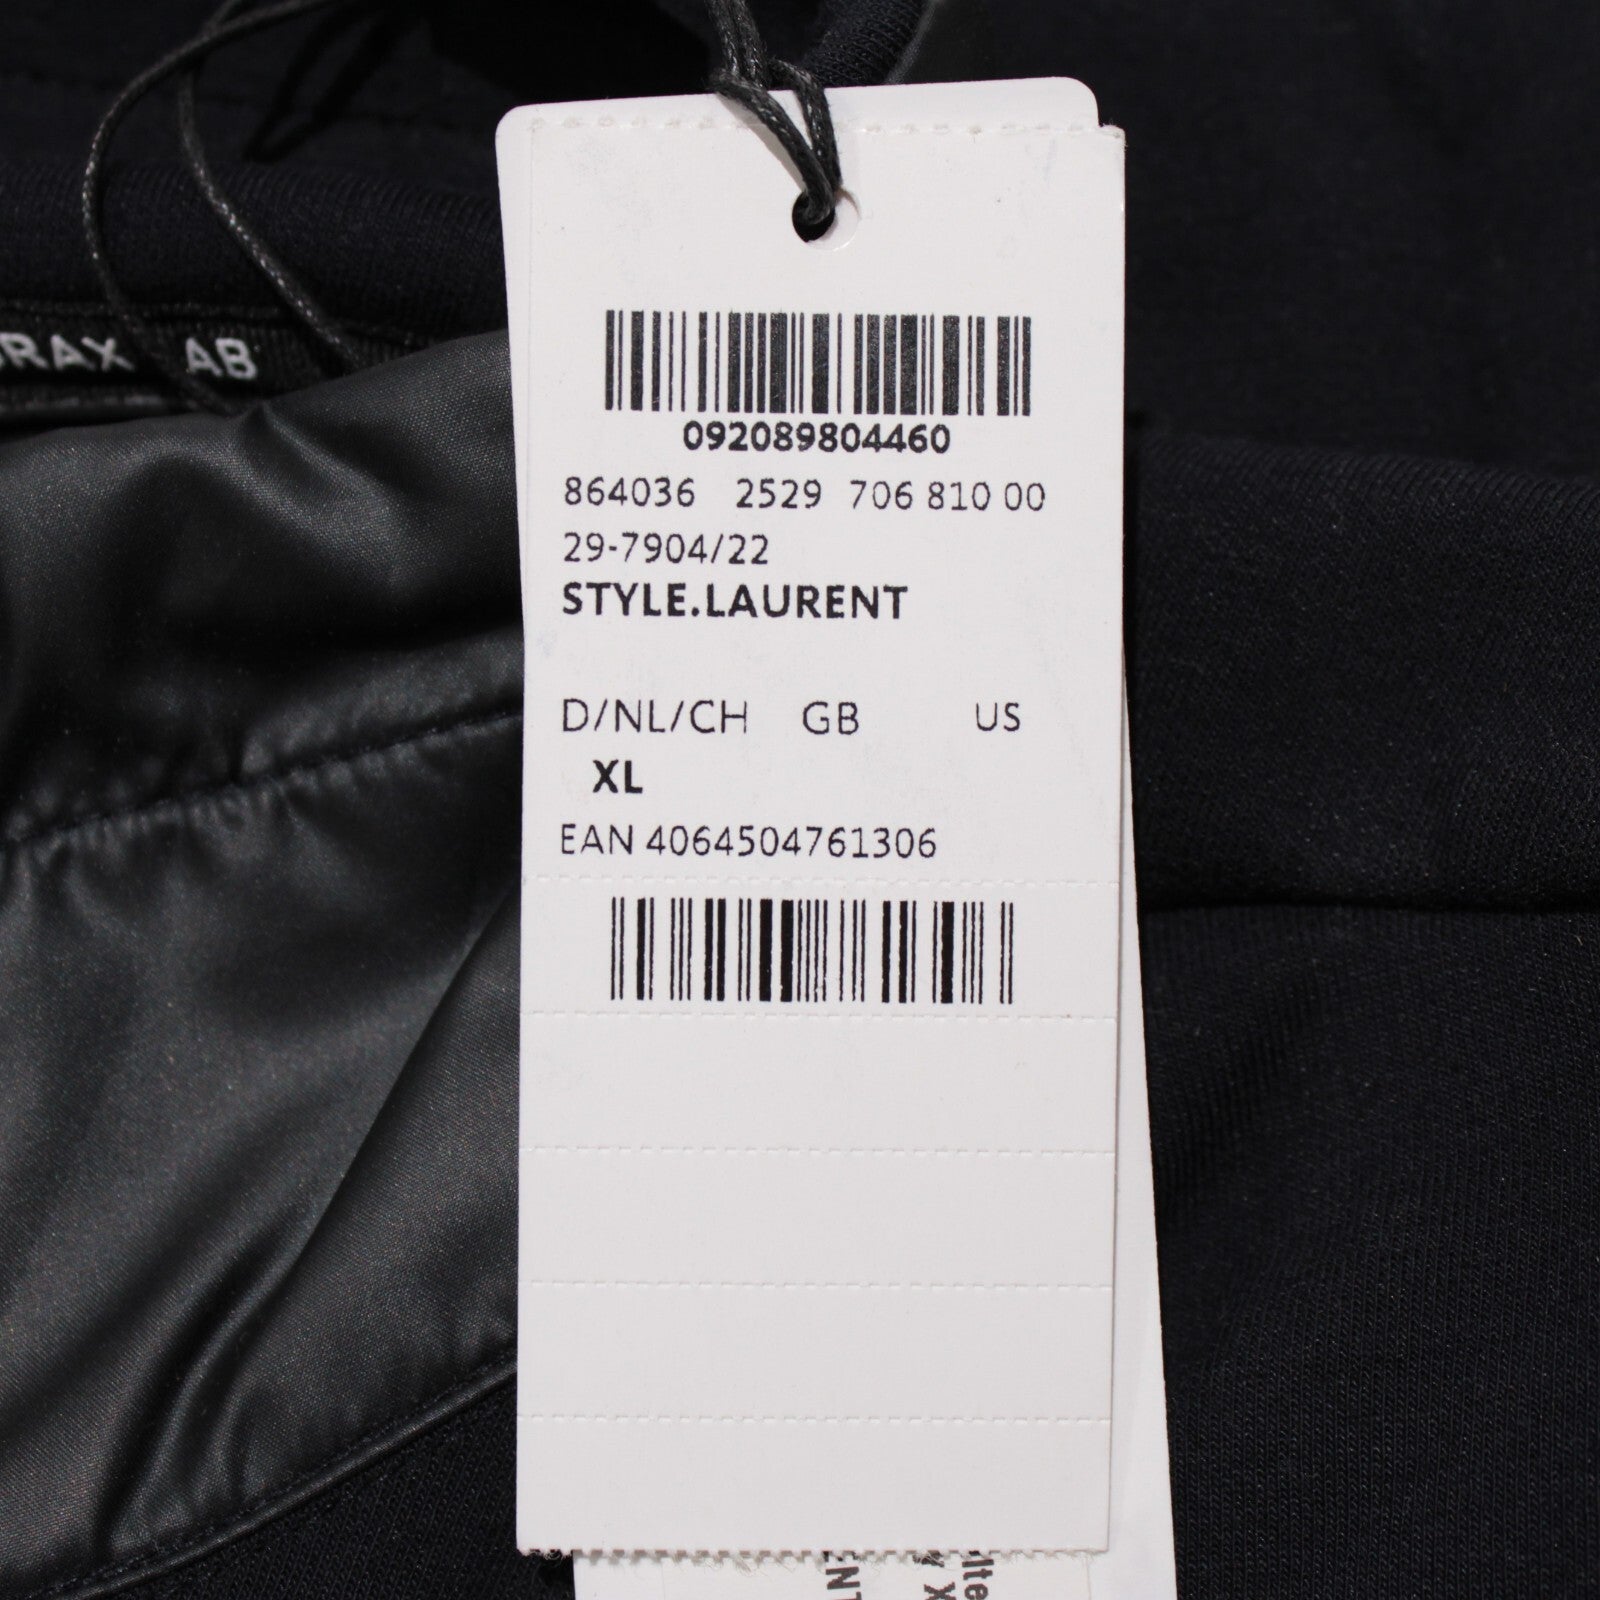 AB
092089804460
864036 2529 706 810 00
29-7904/22
STYLE.LAURENT
D/NL/CH GB US
XL
EAN 4064504761306